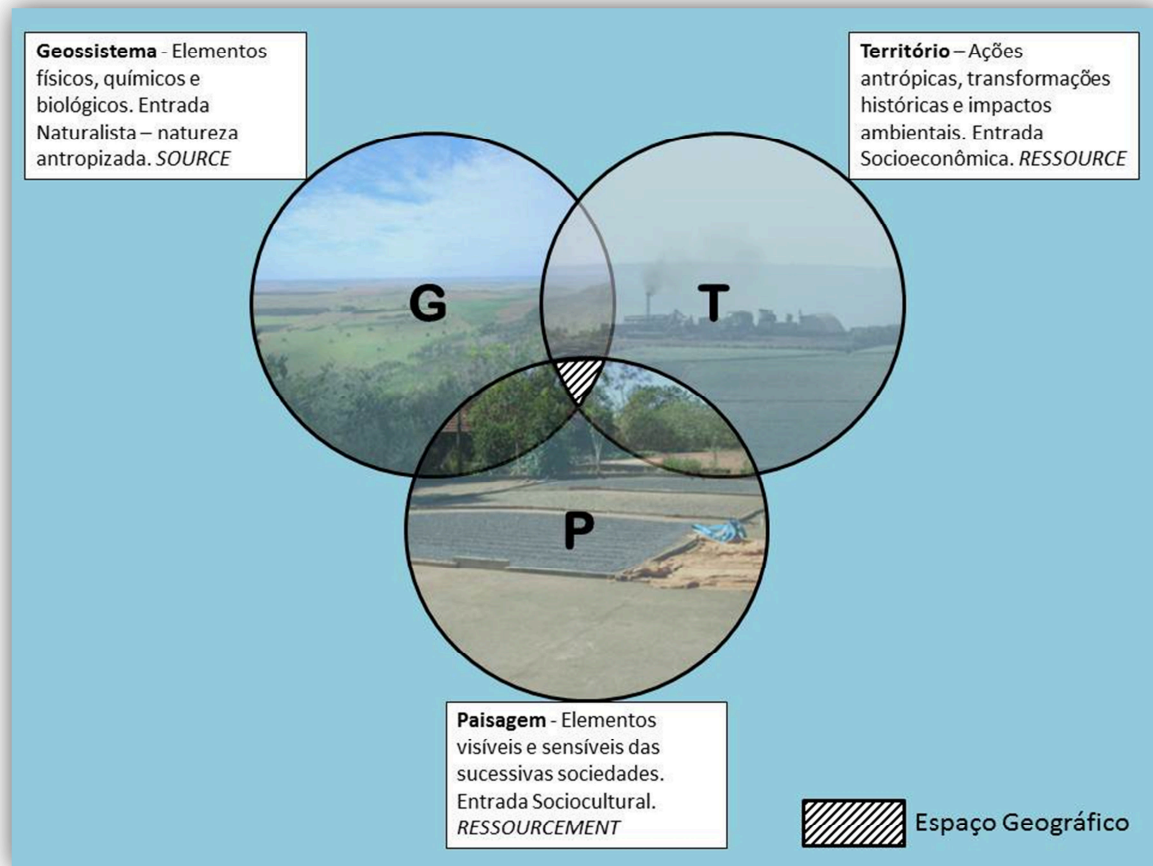 Geossistema - Elementos
físicos, químicos e
biológicos. Entrada
Naturalista – natureza
antropizada. SOURCE
Território – Ações
antrópicas, transformações
históricas e impactos
ambientais. Entrada
Socioeconômica. RESSOURCE
G
T
P
Paisagem - Elementos
visíveis e sensíveis das
sucessivas sociedades.
Entrada Sociocultural.
RESSOURCEMENT
Espaço Geográfico